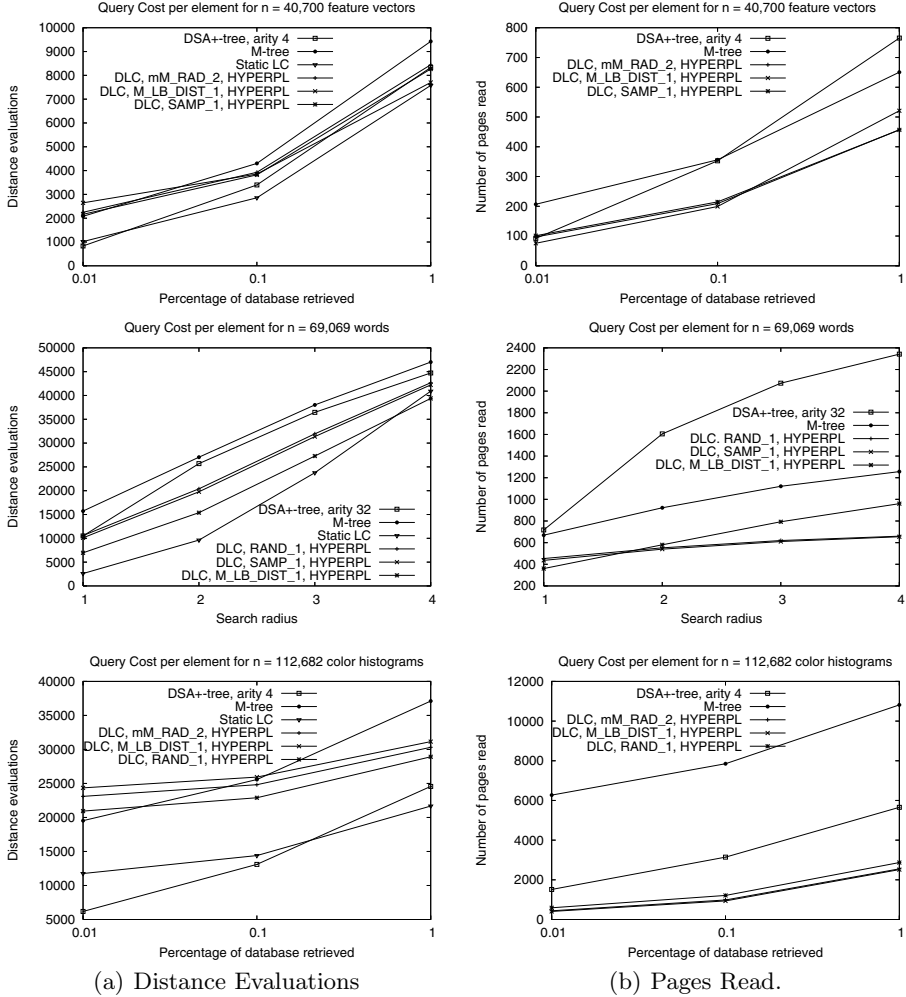 Query Cost per element for n = 40,700 feature vectors
10000
9000
8000
7000
6000
5000
4000
3000
2000
1000
0
0.01
0.1
1
Distance evaluations
Percentage of database retrieved
DSA+-tree, arity 4
M-tree
Static LC
DLC, mM_RAD_2, HYPERPL
DLC, M_LB_DIST_1, HYPERPL
DLC, SAMP_1, HYPERPL
Query Cost per element for n = 40,700 feature vectors
800
700
600
500
400
300
200
100
0
0.01
0.1
1
Number of pages read
Percentage of database retrieved
DSA+-tree, arity 4
M-tree
DLC, mM_RAD_2, HYPERPL
DLC, M_LB_DIST_1, HYPERPL
DLC, SAMP_1, HYPERPL
Query Cost per element for n = 69,069 words
50000
45000
40000
35000
30000
25000
20000
15000
10000
5000
0
1
2
3
4
Distance evaluations
Search radius
DSA+-tree, arity 32
M-tree
Static LC
DLC, RAND_1, HYPERPL
DLC, SAMP_1, HYPERPL
DLC, M_LB_DIST_1, HYPERPL
Query Cost per element for n = 69,069 words
2400
2200
2000
1800
1600
1400
1200
1000
800
600
400
200
1
2
3
4
Number of pages read
Search radius
DSA+-tree, arity 32
M-tree
DLC. RAND_1, HYPERPL
DLC, SAMP_1, HYPERPL
DLC, M_LB_DIST_1, HYPERPL
Query Cost per element for n = 112,682 color histograms
40000
35000
30000
25000
20000
15000
10000
5000
0.01
0.1
1
Distance evaluations
Percentage of database retrieved
DSA+-tree, arity 4
M-tree
Static LC
DLC, mM_RAD_2, HYPERPL
DLC, M_LB_DIST_1, HYPERPL
DLC, RAND_1, HYPERPL
Query Cost per element for n = 112,682 color histograms
12000
10000
8000
6000
4000
2000
0
0.01
0.1
1
Number of pages read
Percentage of database retrieved
DSA+-tree, arity 4
M-tree
DLC, mM_RAD_2, HYPERPL
DLC, M_LB_DIST_1, HYPERPL
DLC, RAND_1, HYPERPL
(a) Distance Evaluations
(b) Pages Read.